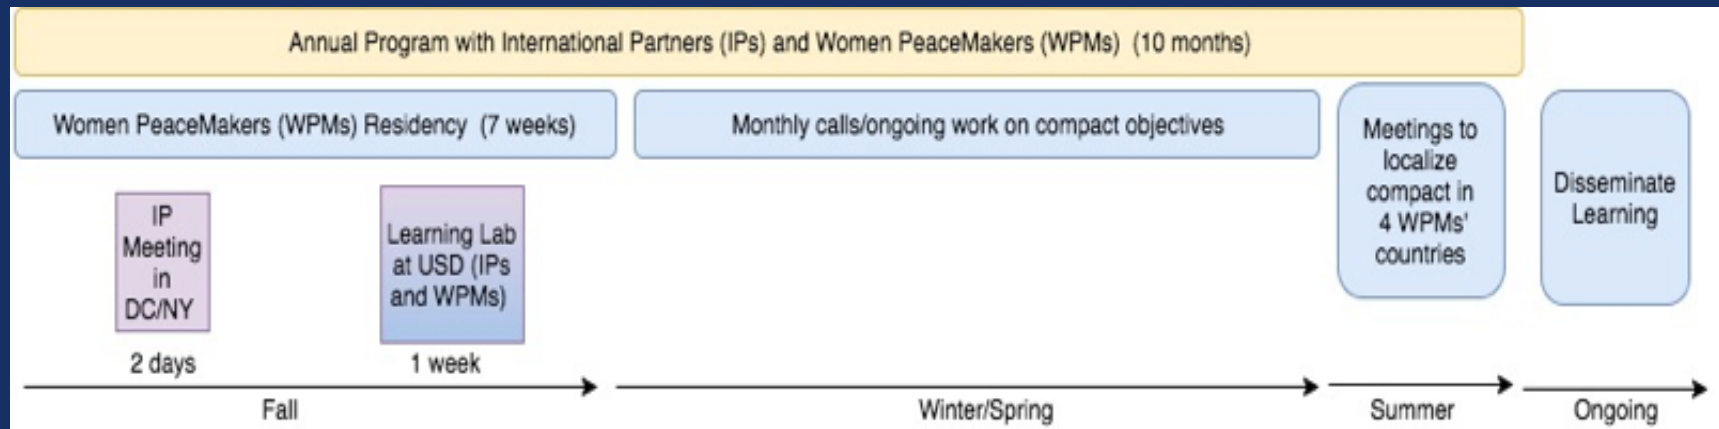 Annual Program with International Partners (IPs) and Women PeaceMakers (WPMs) (10 months)
Women PeaceMakers (WPMs) Residency (7 weeks)
Monthly calls/ongoing work on compact objectives
Meetings to
localize
compact in
4 WPMs'
countries
Disseminate
Learning
IP
Meeting
in
DC/NY
Learning Lab
at USD (IPs
and WPMs)
2 days
1 week
Fall
Winter/Spring
Summer
Ongoing